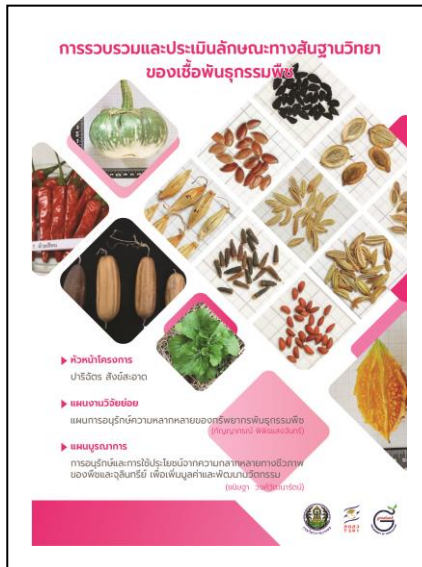 การรวบรวมและประเมินลักษณะทางสัณฐานวิทยา
ของเชื้อพันธุกรรมพืช
หัวหน้าโครงการ
ปาริฉัตร สังข์สะอาด
แผนงานวิจัยย่อย
แผนการอนุรักษ์ความหลากหลายของทรัพยากรพันธุกรรมพืช
แผนบูรณาการ
การอนุรักษ์และการใช้ประโยชน์จากความหลากหลายทางชีวภาพ
ของพืชและจุลินทรีย์ เพื่อเพิ่มมูลค่าและพัฒนานวัตกรรม